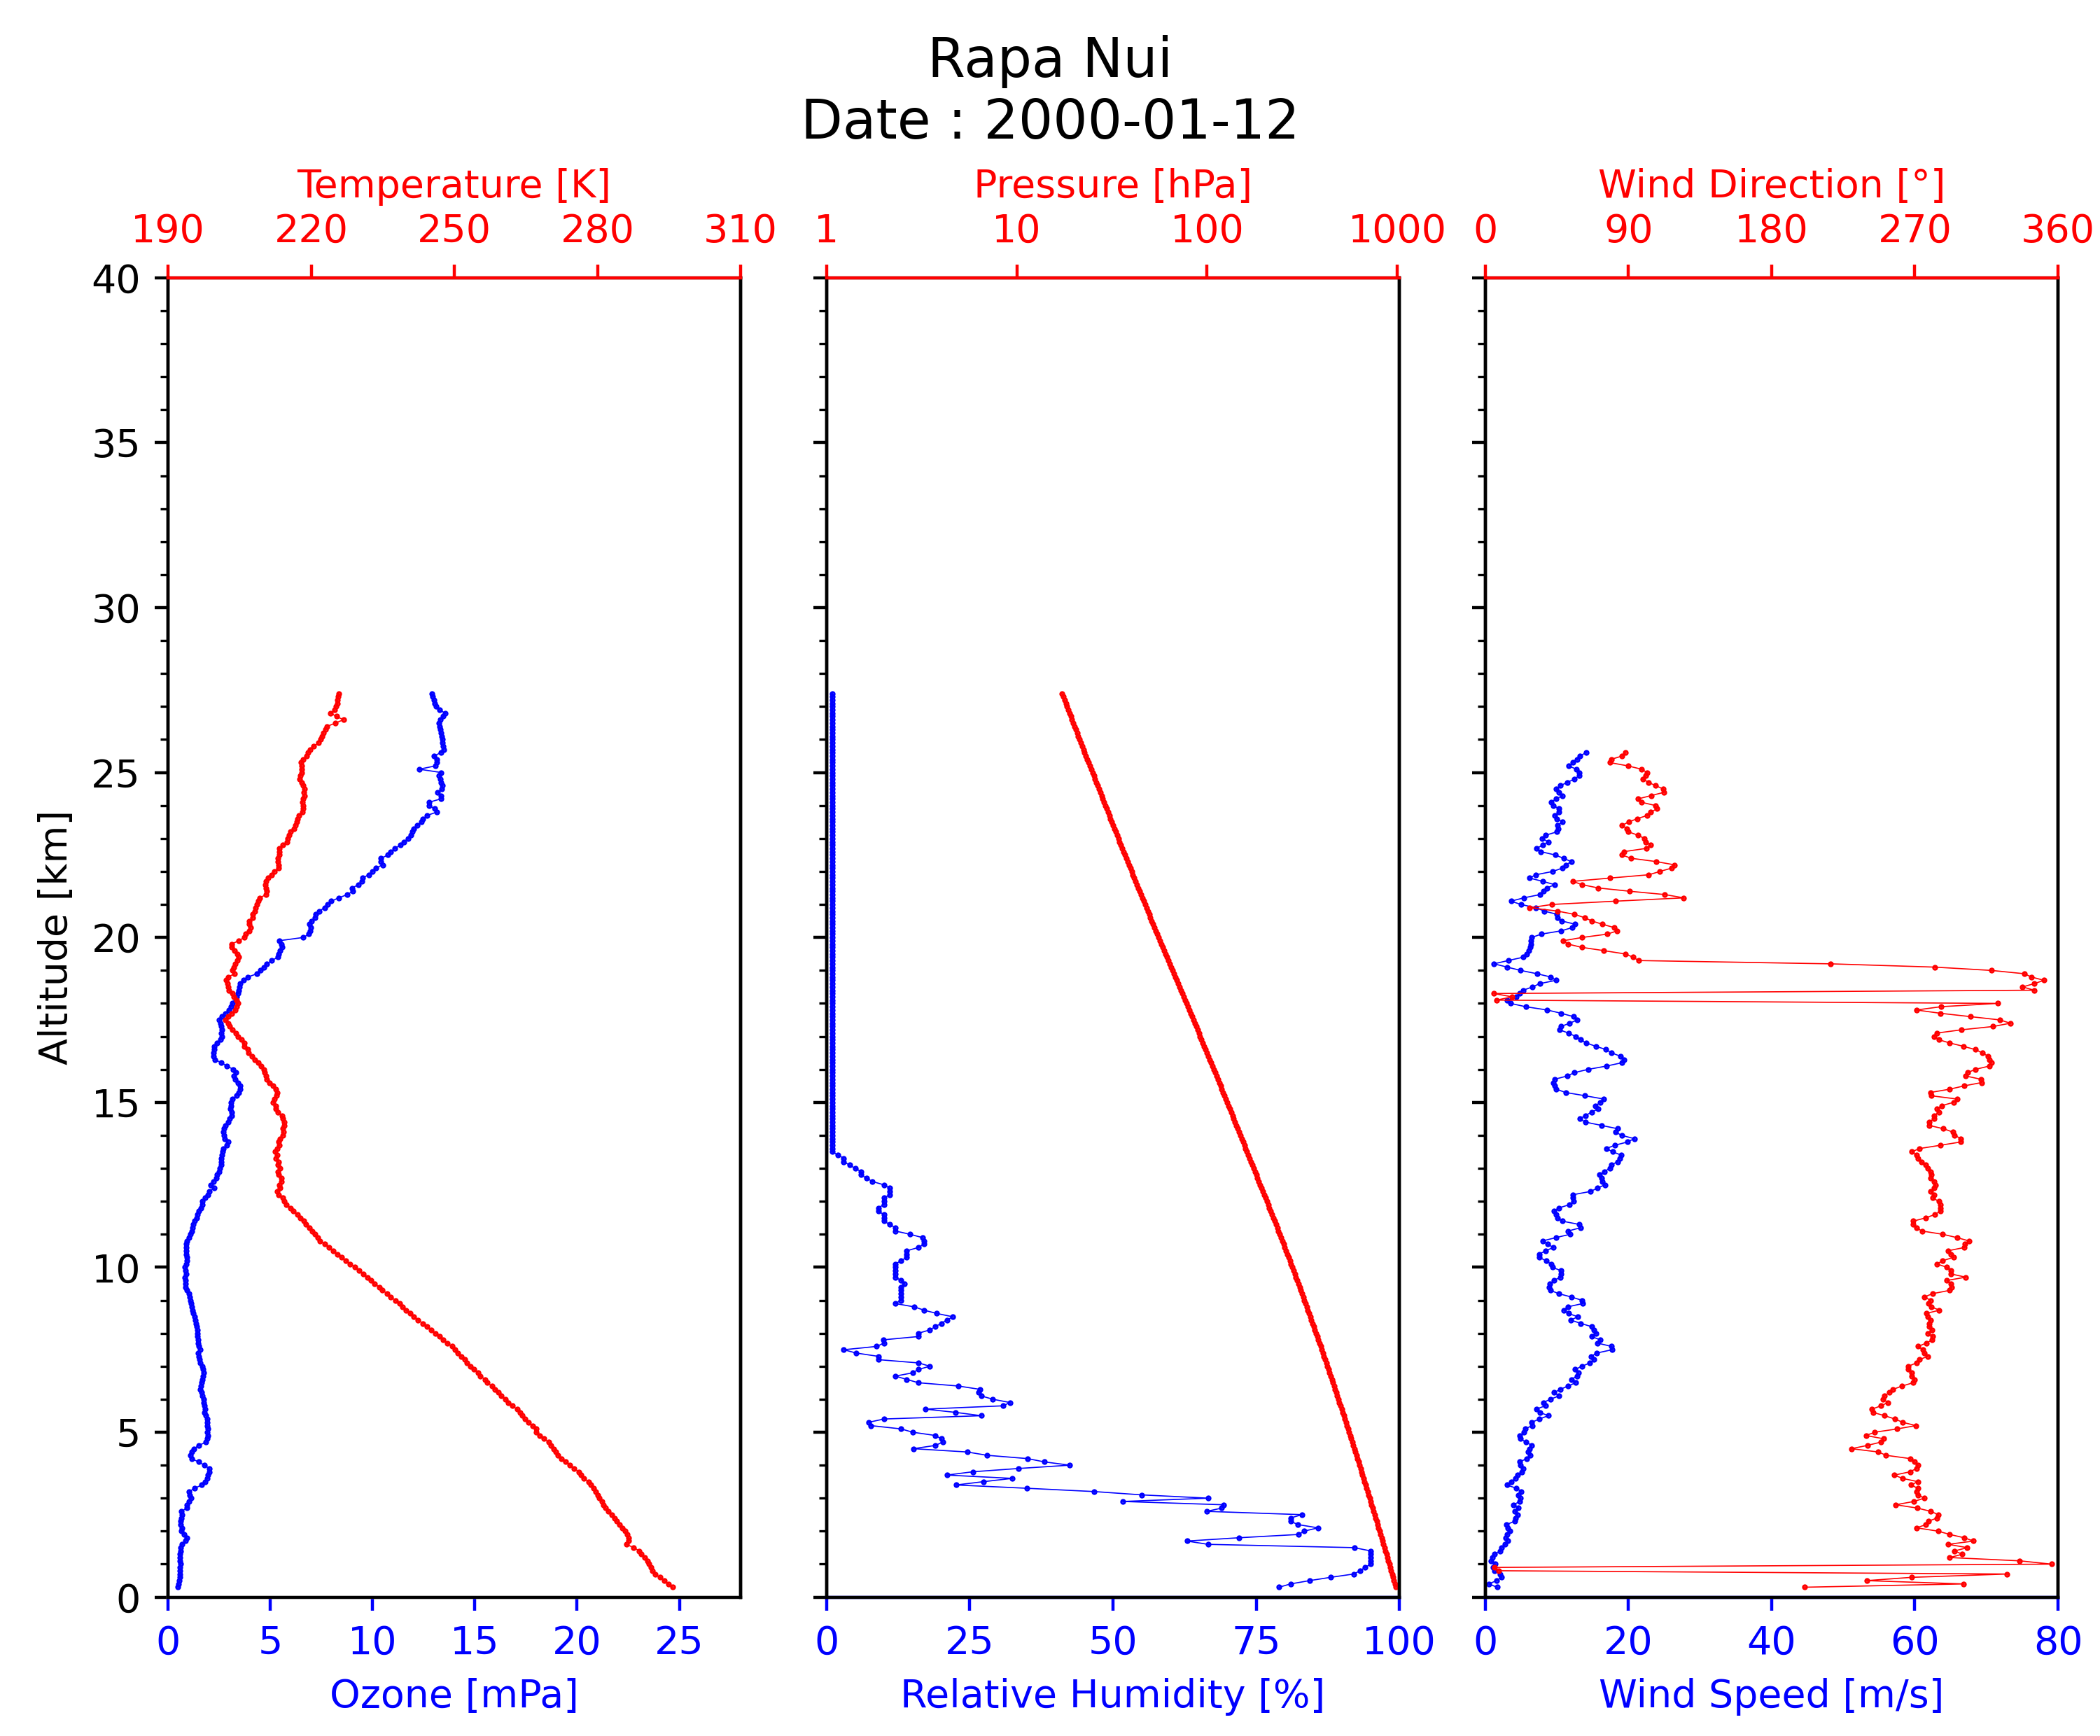 Rapa Nui
Date : 2000-01-12
Temperature [K]
190 220 250 280 310
Pressure [hPa]
1 10 100 1000
Wind Direction [°]
0 90 180 270 360
Altitude [km]
40
35
30
25
20
15
10
5
0
0 5 10 15 20 25
Ozone [mPa]
0 25 50 75 100
Relative Humidity [%]
0 20 40 60 80
Wind Speed [m/s]